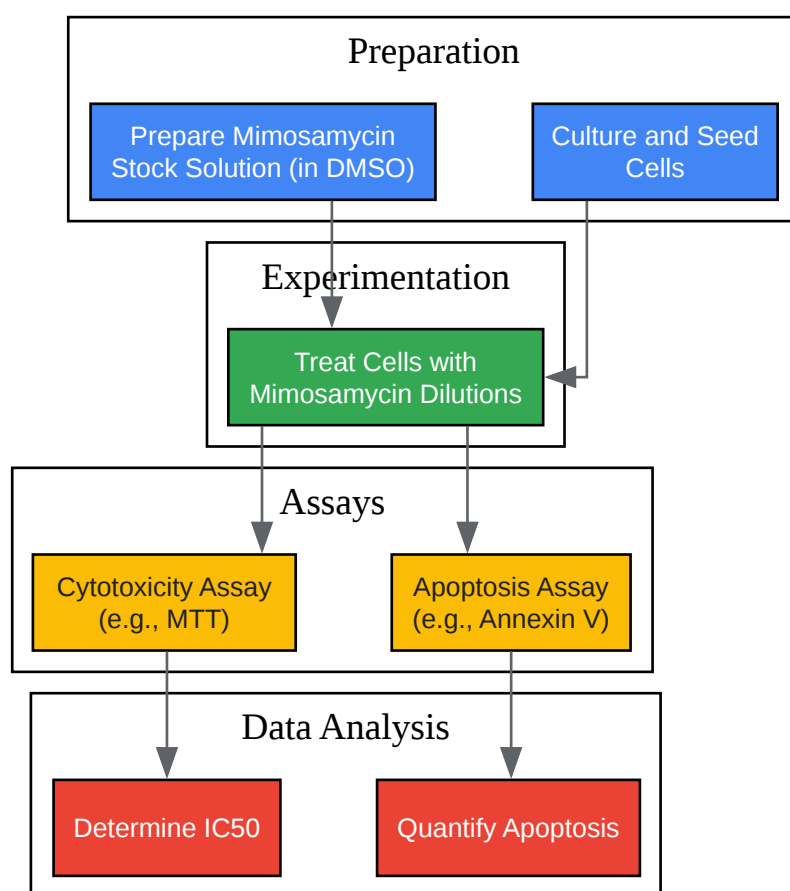 Preparation
Prepare Mimosamycin
Stock Solution (in DMSO)
Culture and Seed
Cells
Experimentation
Treat Cells with
Mimosamycin Dilutions
Assays
Cytotoxicity Assay
(e.g., MTT)
Apoptosis Assay
(e.g., Annexin V)
Data Analysis
Determine IC50
Quantify Apoptosis